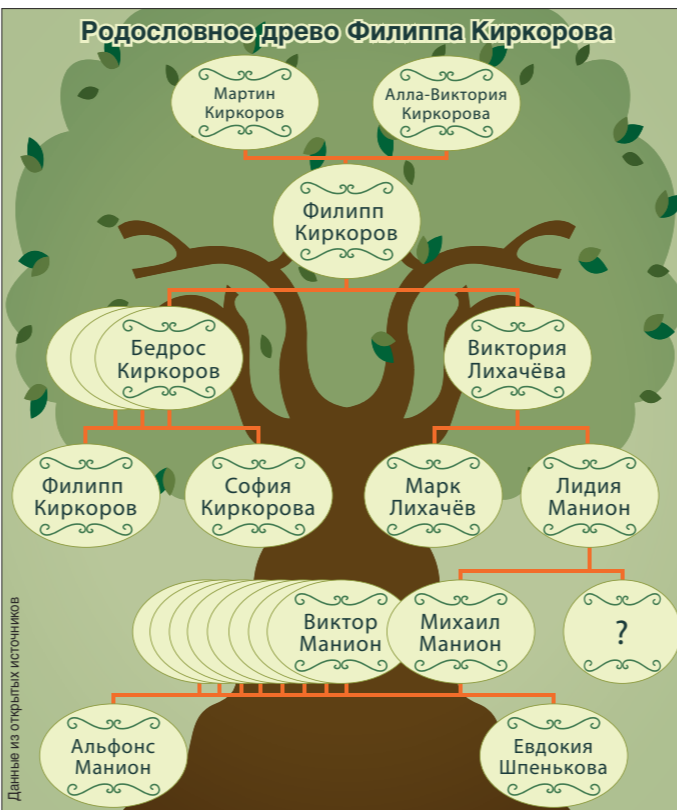 Родословное древо Филиппа Киркорова
Мартин
Киркоров
Алла-Виктория
Киркорова
Филипп
Киркоров
Бедрос
Киркоров
Виктория
Лихачёва
Филипп
Киркоров
София
Киркорова
Марк
Лихачёв
Лидия
Манион
Виктор
Манион
Михаил
Манион
?
Альфонс
Манион
Евдокия
Шпенькова
Данные из открытых источников